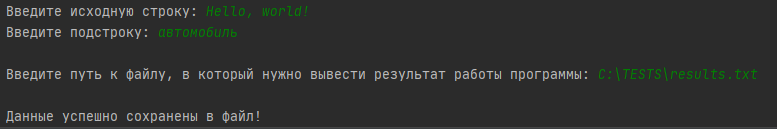 Введите исходную строку: Hello, world!
Введите подстроку: автомобиль
Введите путь к файлу, в который нужно вывести результат работы программы: C:\TESTS\results.txt
Данные успешно сохранены в файл!